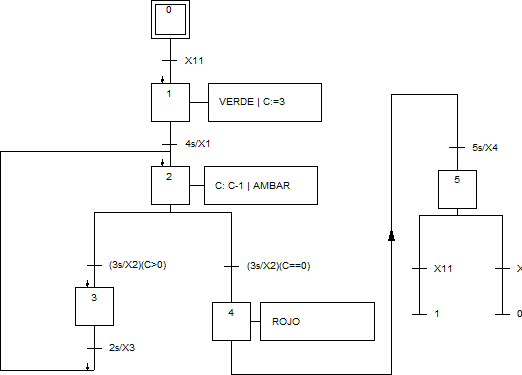 0
X11
1
VERDE | C:=3
4s/X1
5s/X4
2
C: C-1 | AMBAR
5
(3s/X2)(C>0)
(3s/X2)(C==0)
X11
X
3
4
ROJO
1
0
2s/X3